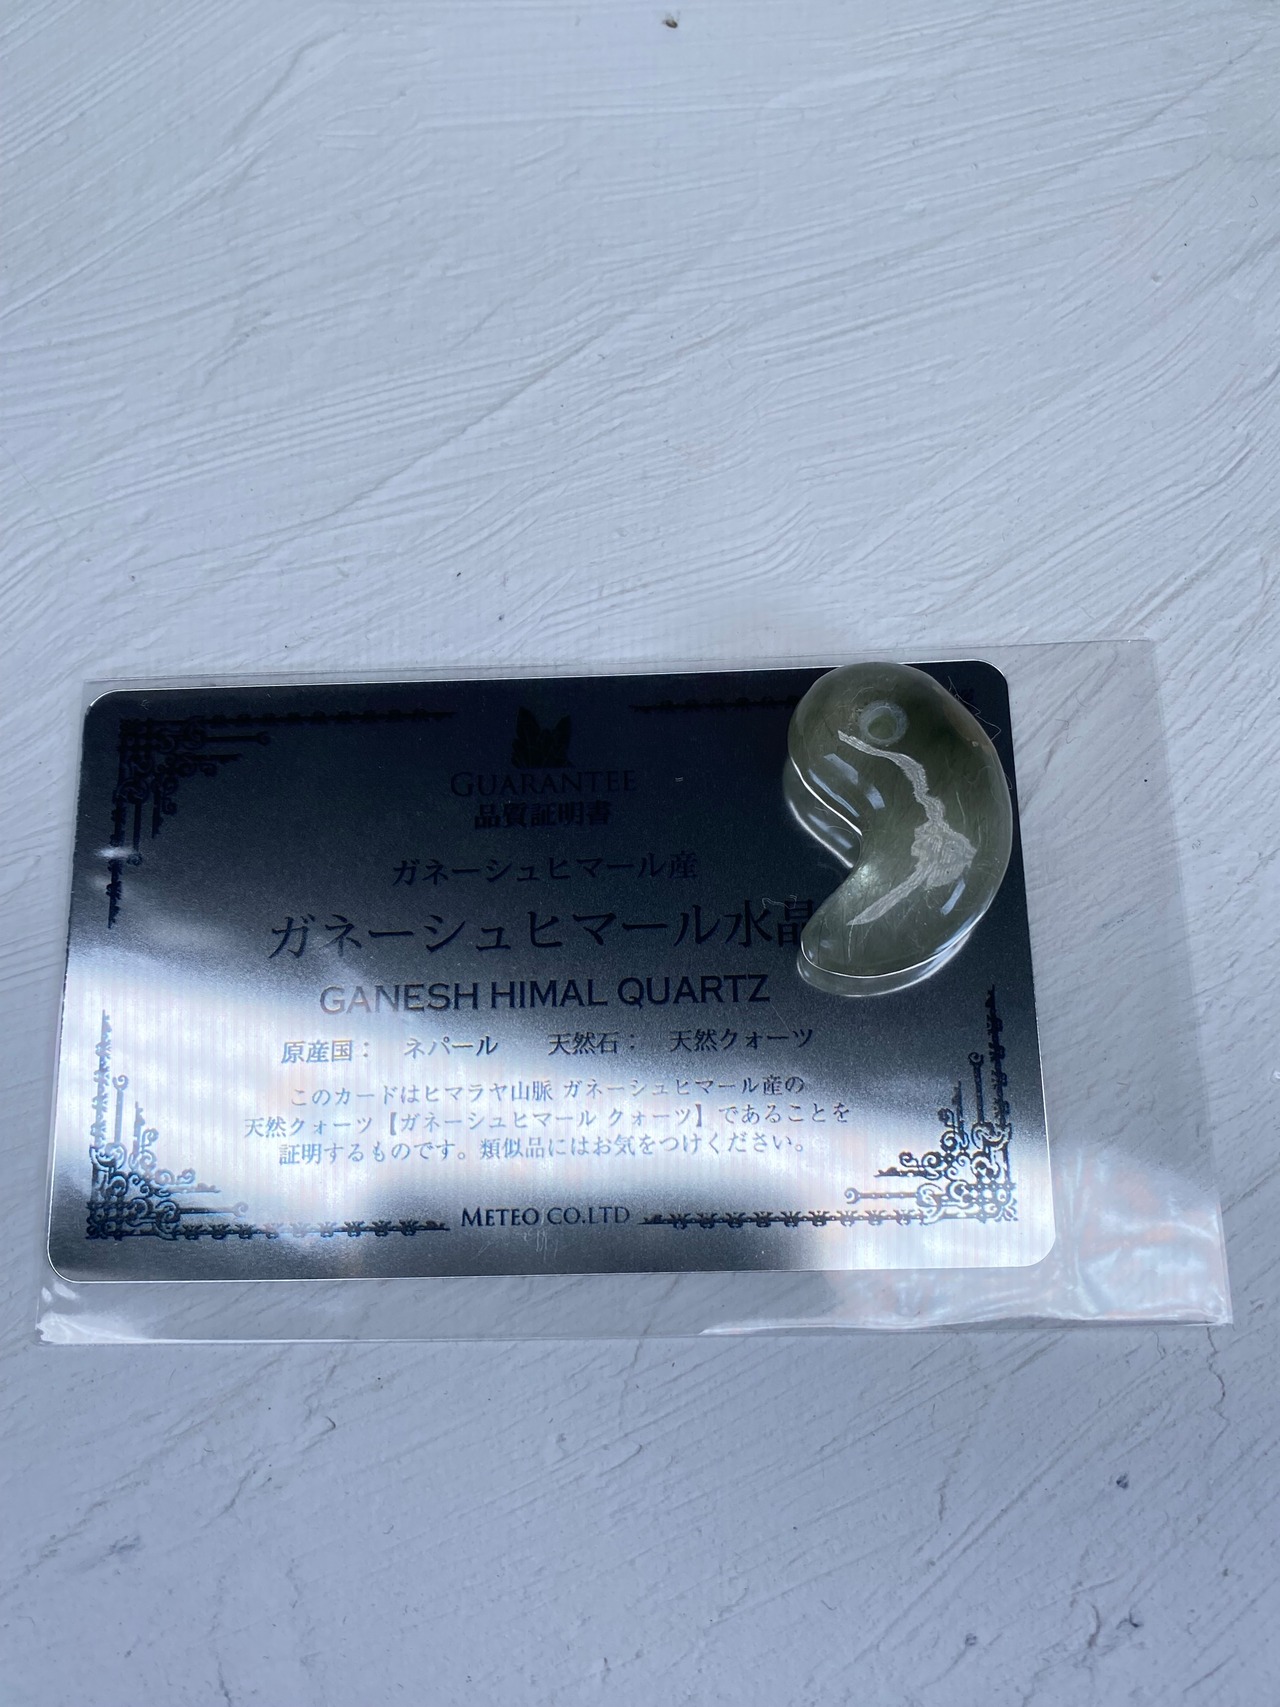 GUARANTEE
品質証明書
ガネーシュヒマール産
ガネーシュヒマール水晶
GANESH HIMAL QUARTZ
原産国： ネパール 天然石： 天然クォーツ
このカードはヒマラヤ山脈 ガネーシュヒマール産の
天然クォーツ【ガネーシュヒマール クォーツ】であることを
証明するものです。類似品にはお気をつけください。
METEO CO.LTD